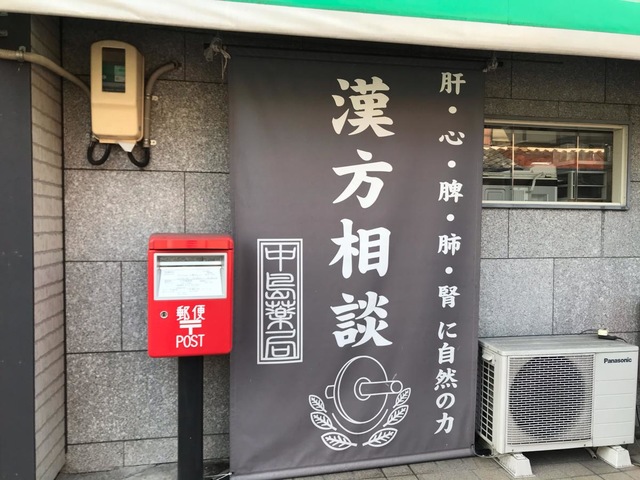 肝・心・脾・肺・腎に自然の力
漢方相談
中島薬局
郵便
〒
POST
Panasonic